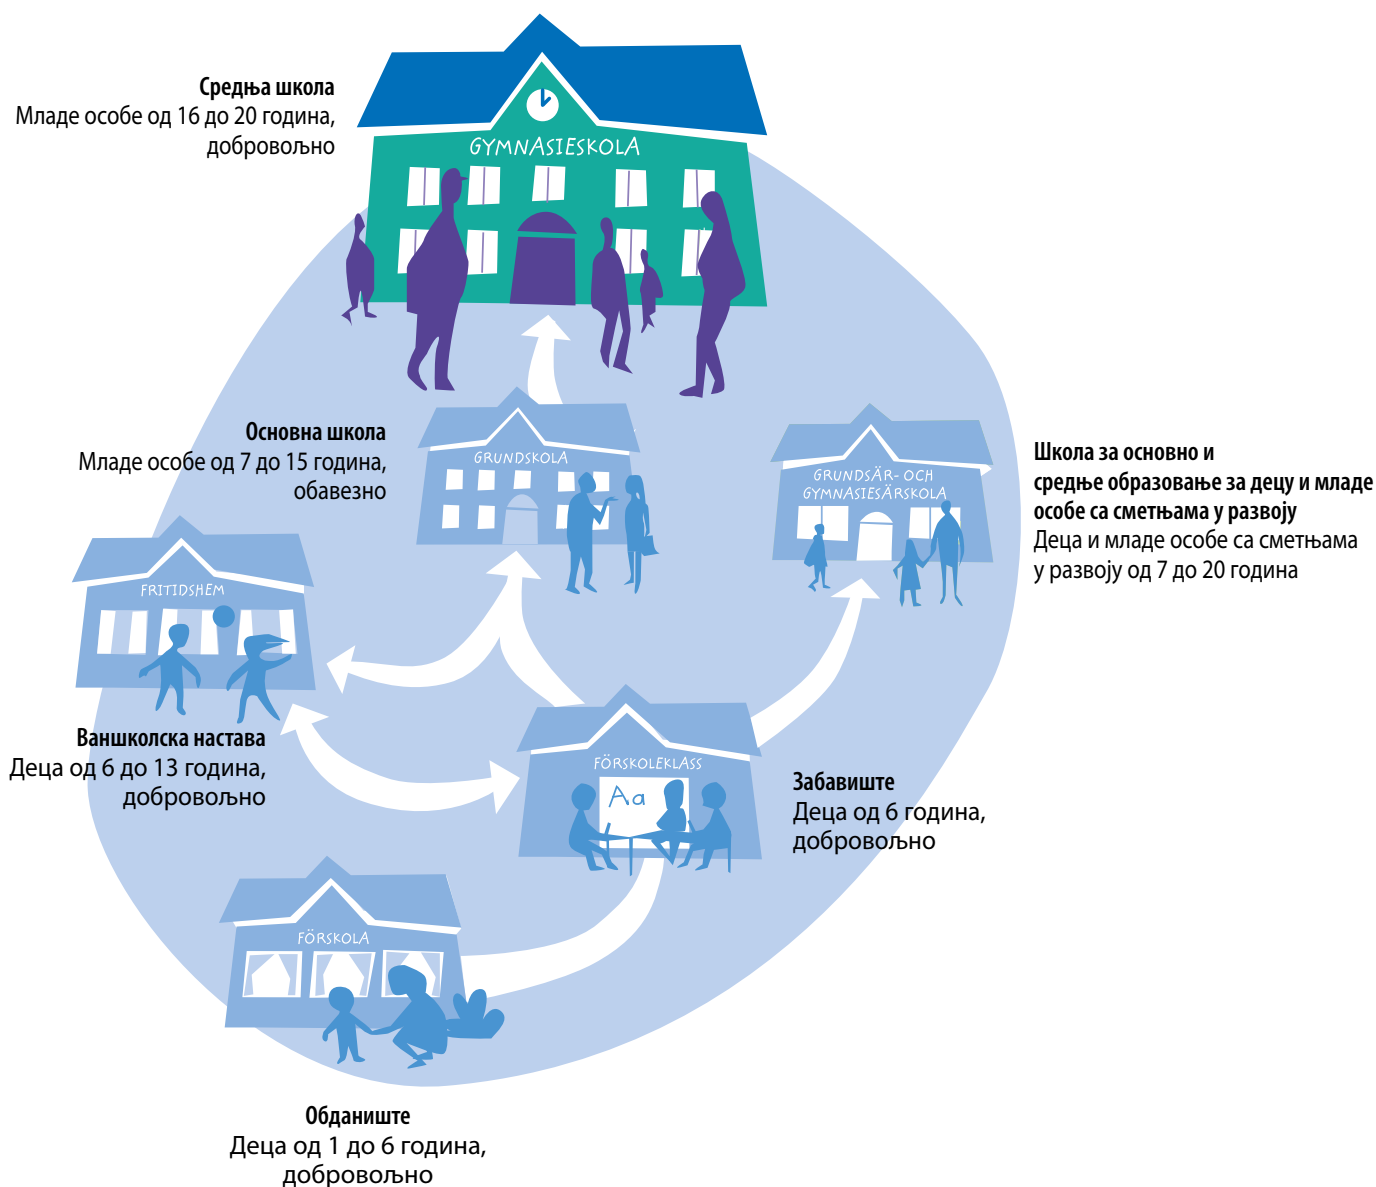 Средња школа
Младе особе од 16 до 20 година,
добровољно
GYMNASIESKOLA
Основна школа
Младе особе од 7 до 15 година,
обавезно
GRUNDSKOLA
GRUNDSÄR- OCH
GYMNASIESÄRSKOLA
Школа за основно и
средње образовање за децу и младе
особе са сметњама у развоју
Деца и младе особе са сметњама
у развоју од 7 до 20 година
FRITIDSHEM
Ваншколска настава
Деца од 6 до 13 година,
добровољно
FÖRSKOLEKLASS
Aa
Забавиште
Деца од 6 година,
добровољно
FÖRSKOLA
Обданиште
Деца од 1 до 6 година,
добровољно